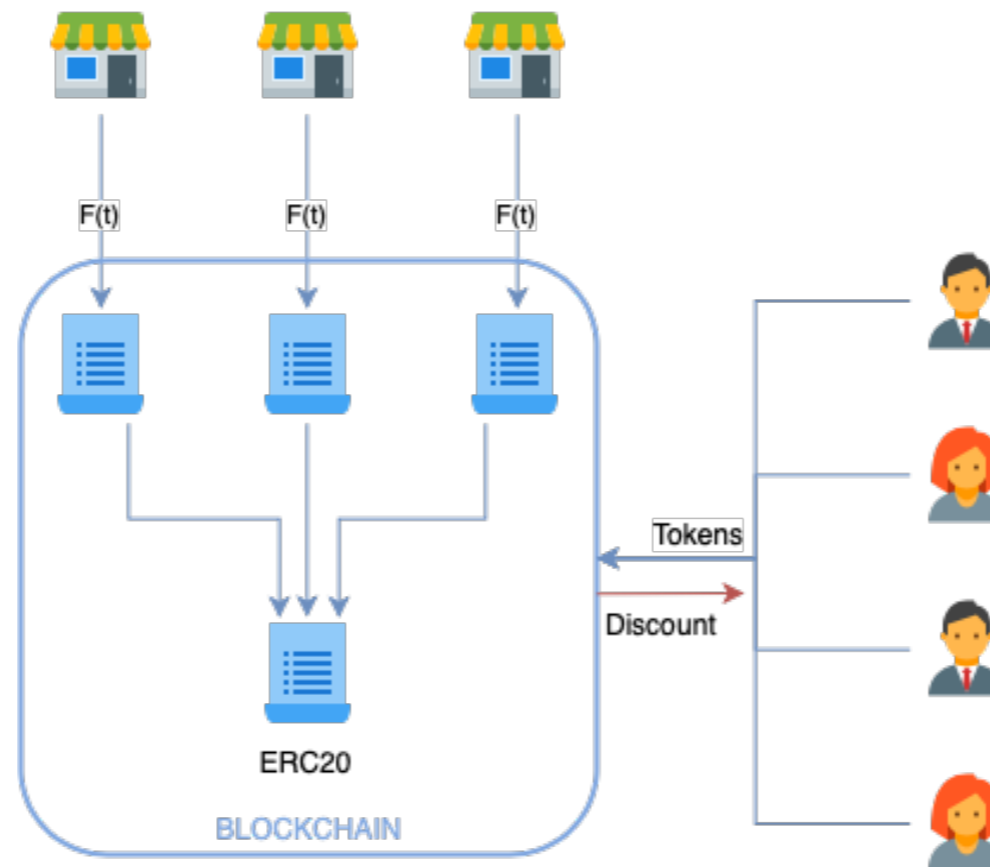 F(t) F(t) F(t)
Tokens
Discount
ERC20
BLOCKCHAIN